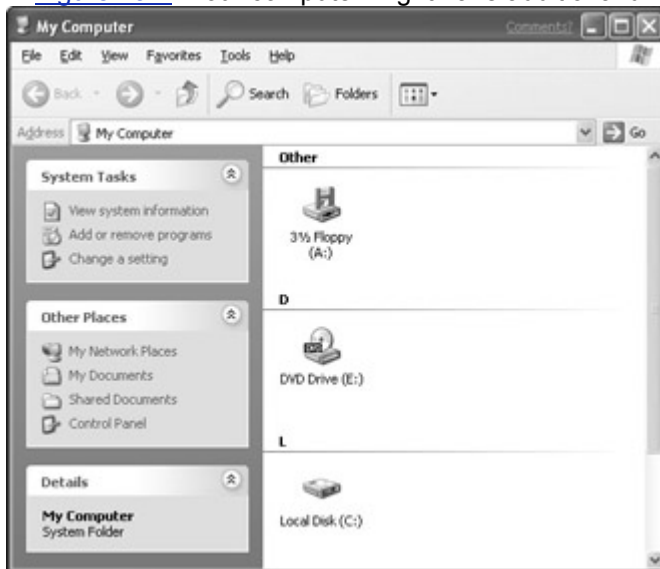 My Computer
Comments?
File Edit View Favorites Tools Help
Back Search Folders
Address My Computer Go
System Tasks
View system information
Add or remove programs
Change a setting
Other Places
My Network Places
My Documents
Shared Documents
Control Panel
Details
My Computer
System Folder
Other
3½ Floppy
(A:)
D
DVD Drive (E:)
L
Local Disk (C:)